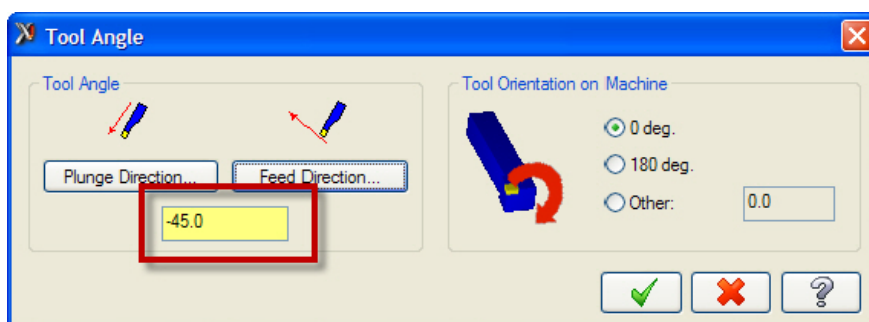 Tool Angle
Tool Angle
Plunge Direction...
Feed Direction...
-45.0
Tool Orientation on Machine
0 deg.
180 deg.
Other:
0.0